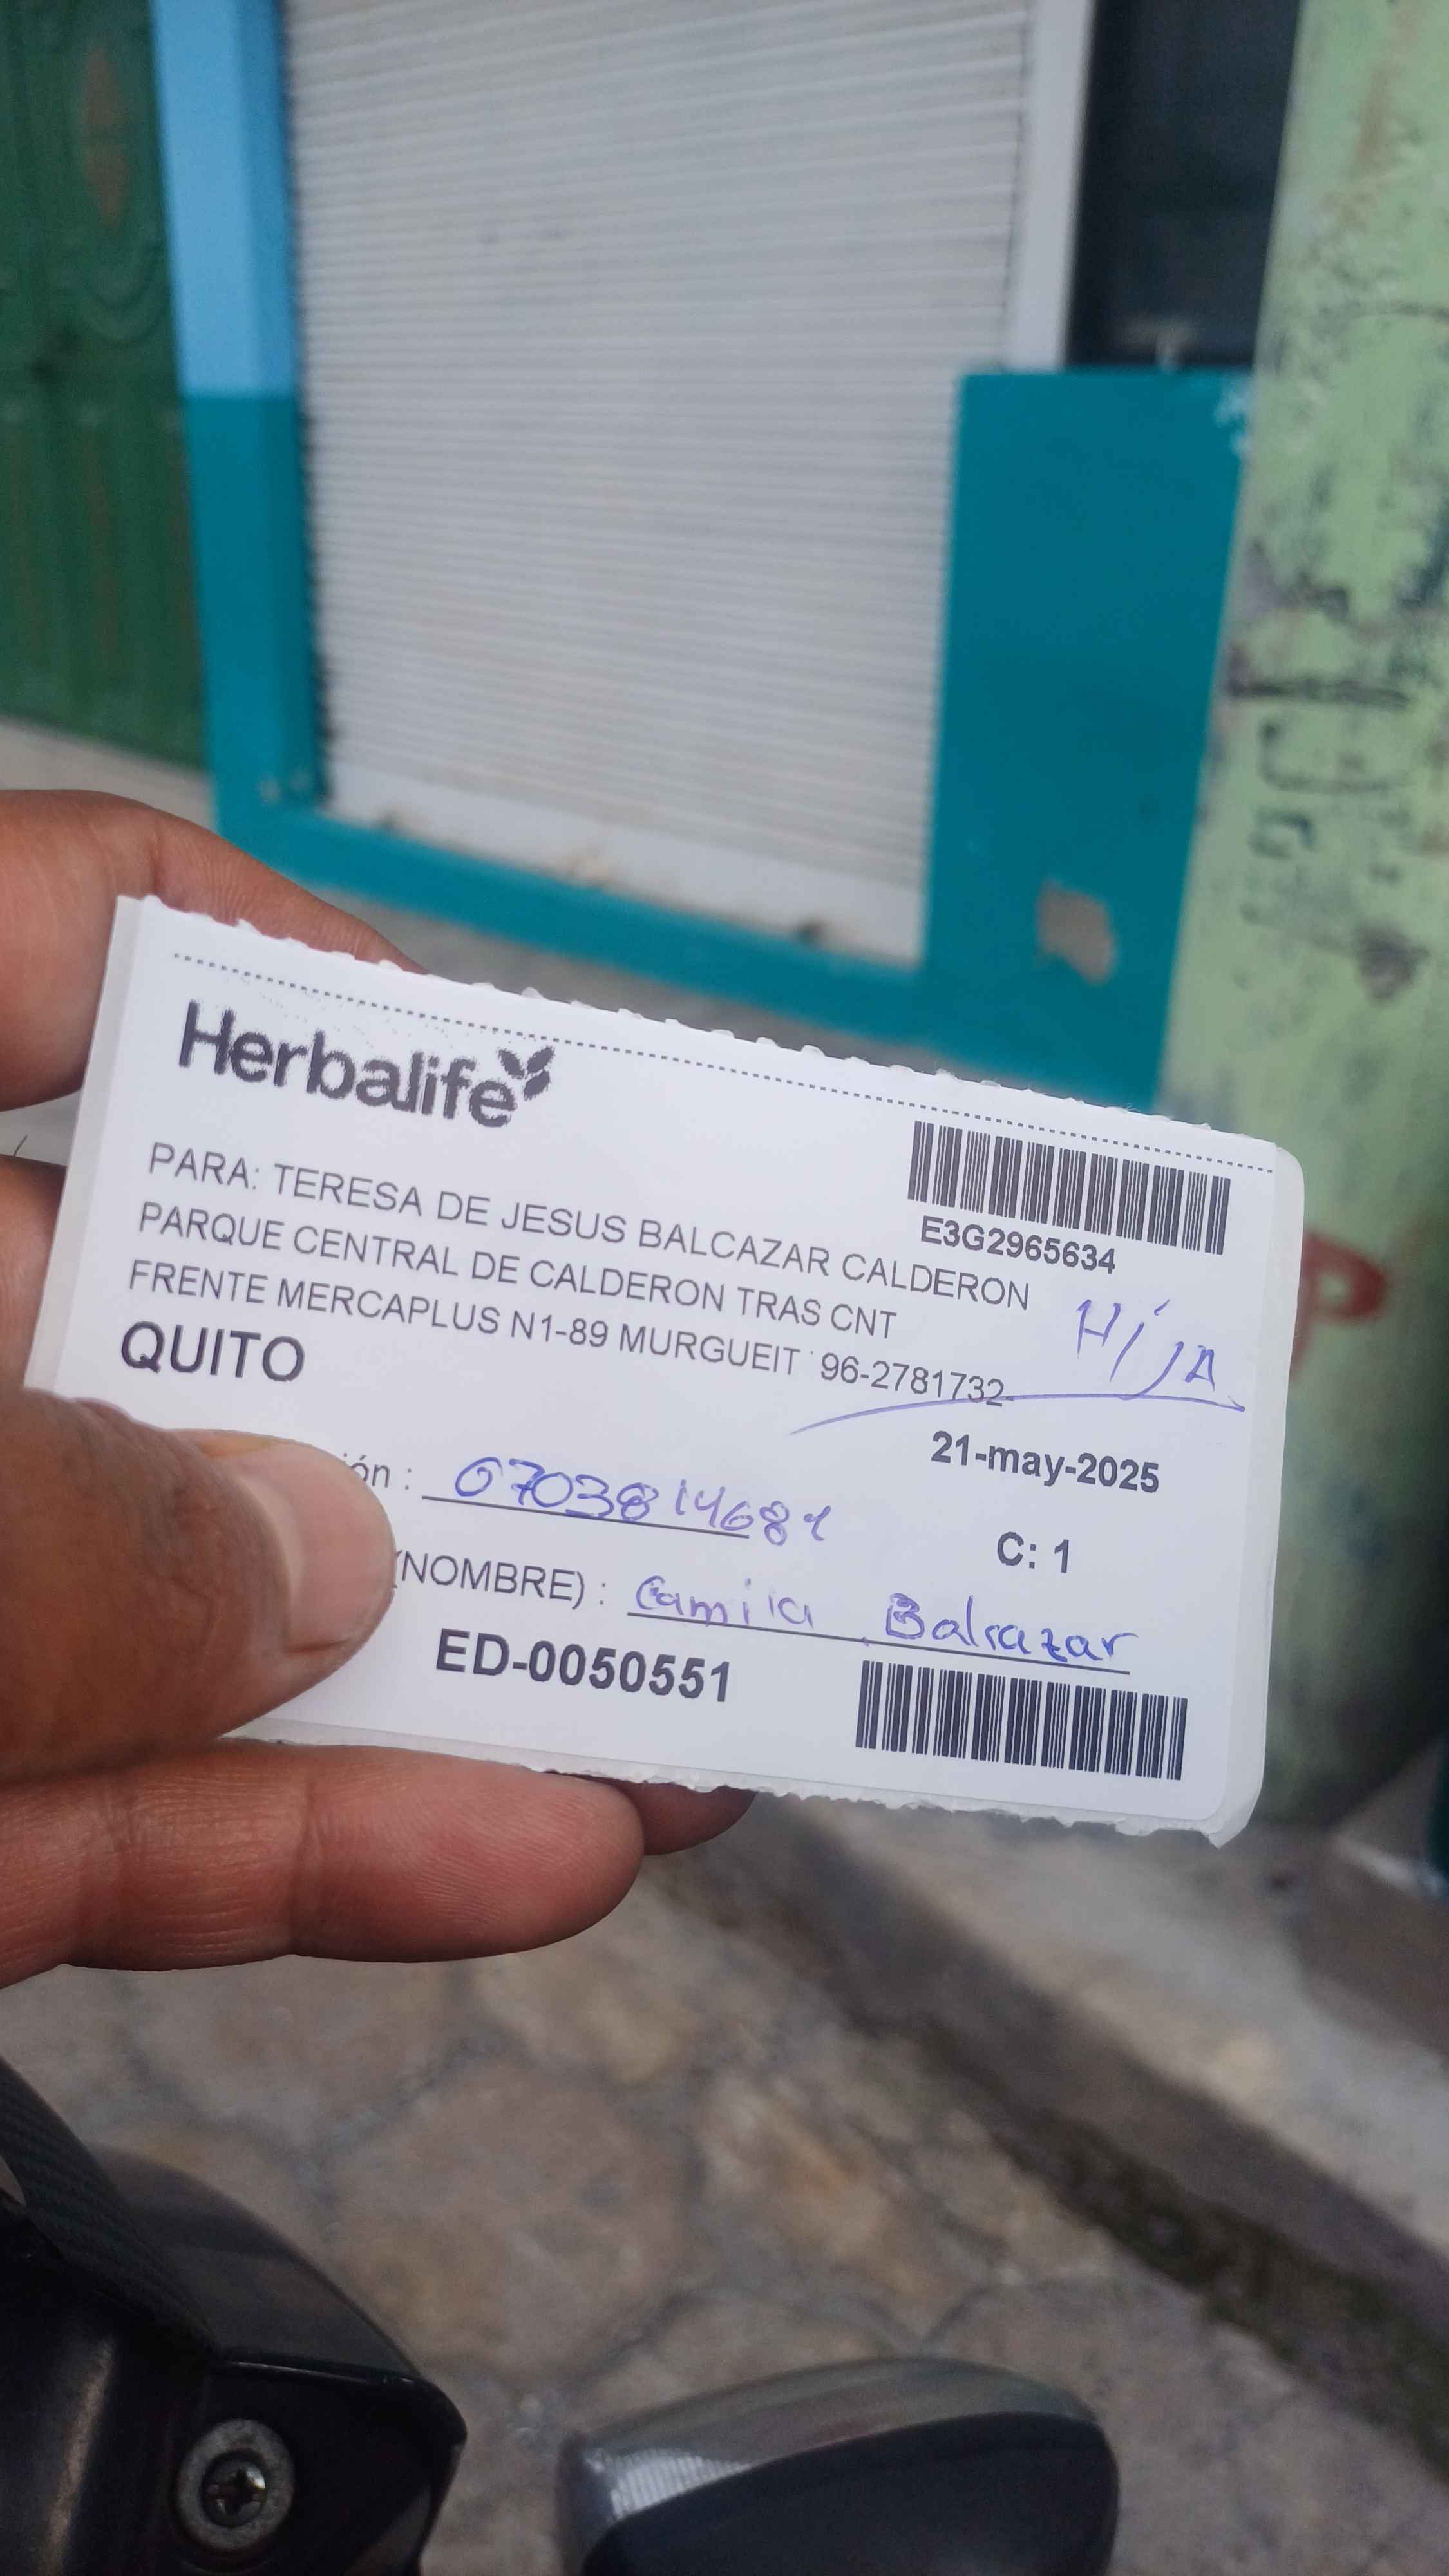 Herbalife
E3G2965634
PARA: TERESA DE JESUS BALCAZAR CALDERON
PARQUE CENTRAL DE CALDERON TRAS CNT
FRENTE MERCAPLUS N1-89 MURGUEIT 96-2781732
HIJA
QUITO
21-may-2025
ión : 0703814681
C: 1
(NOMBRE) : Camila Balcazar
ED-0050551